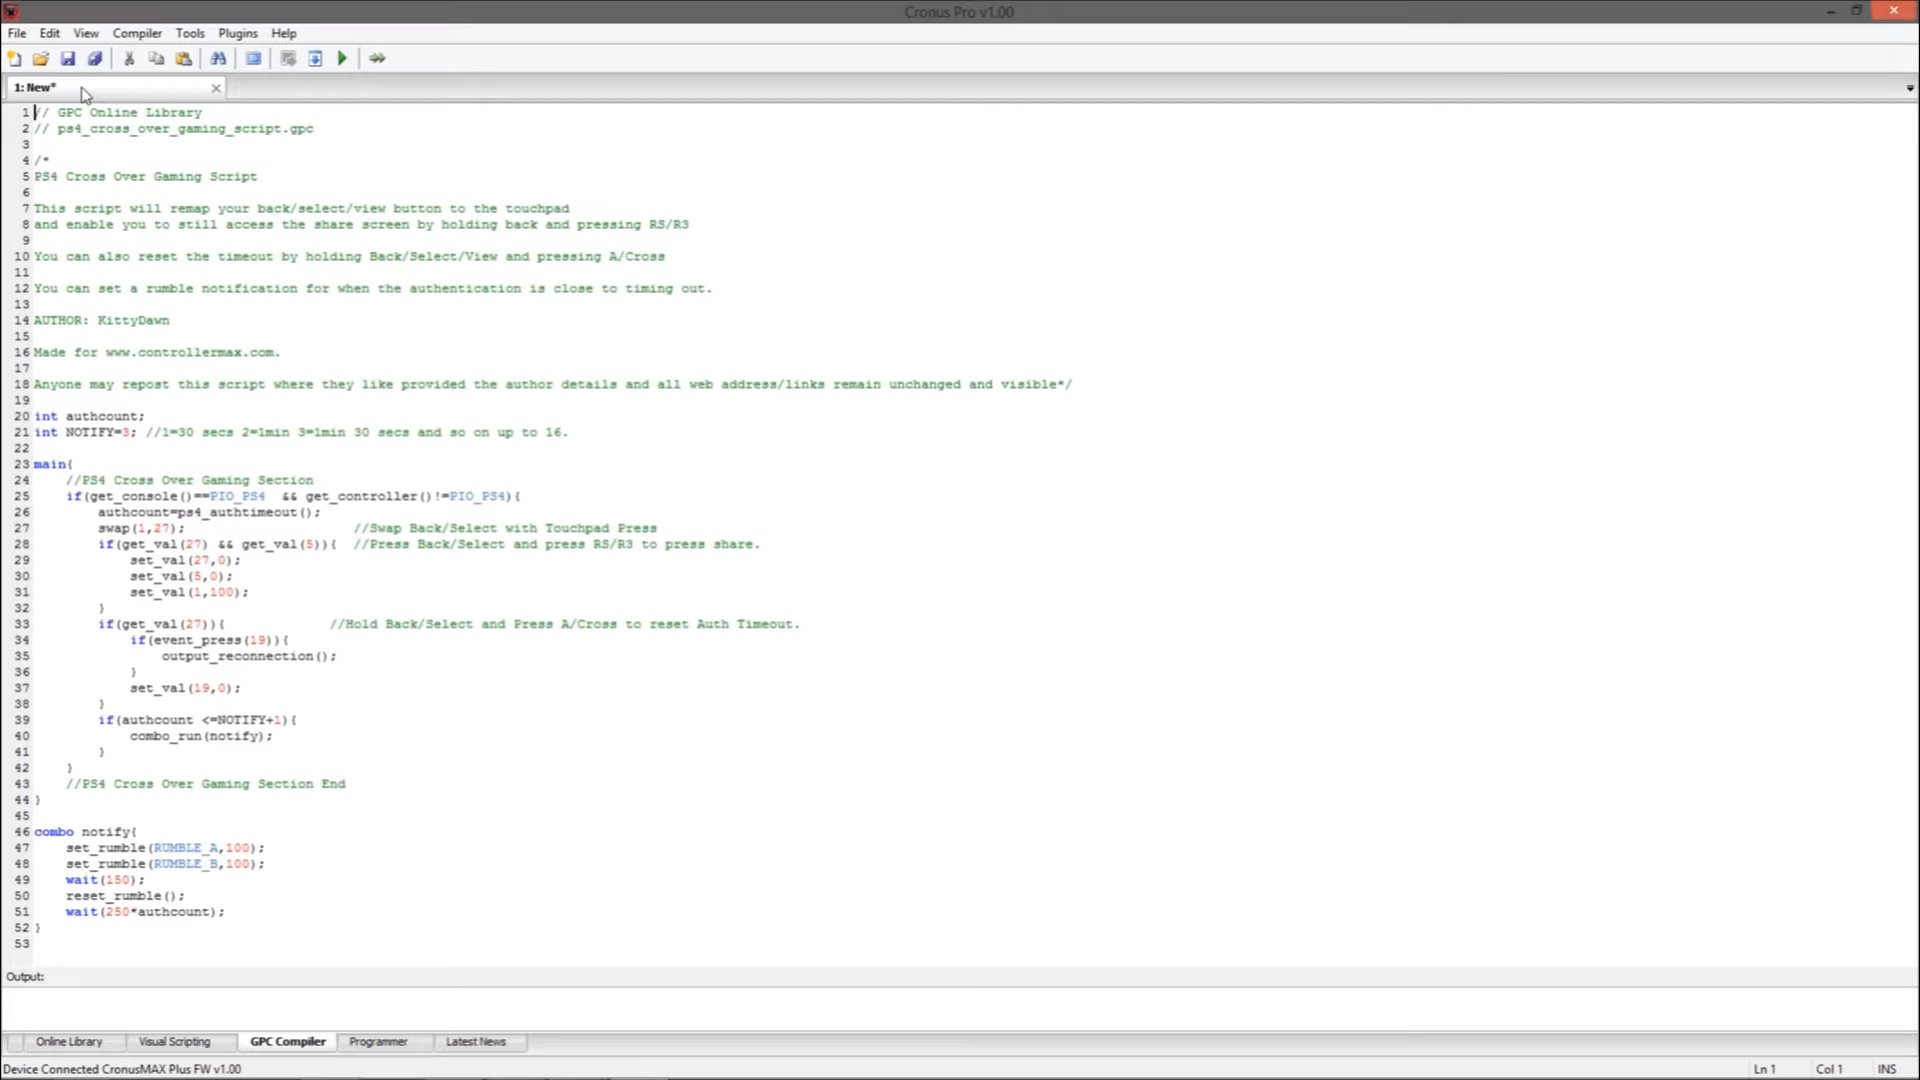 Cronus Pro v1.00
File Edit View Compiler Tools Plugins Help
1: New*
1 // GPC Online Library
2 // ps4_cross_over_gaming_script.gpc
3
4 /*
5 PS4 Cross Over Gaming Script
6
7 This script will remap your back/select/view button to the touchpad
8 and enable you to still access the share screen by holding back and pressing RS/R3
9
10 You can also reset the timeout by holding Back/Select/View and pressing A/Cross
11
12 You can set a rumble notification for when the authentication is close to timing out.
13
14 AUTHOR: KittyDawn
15
16 Made for www.controllermax.com.
17
18 Anyone may repost this script where they like provided the author details and all web address/links remain unchanged and visible*/
19
20 int authcount;
21 int NOTIFY=3; //1=30 secs 2=1min 3=1min 30 secs and so on up to 16.
22
23 main{
24 //PS4 Cross Over Gaming Section
25 if(get_console()==PIO_PS4 && get_controller()!=PIO_PS4){
26 authcount=ps4_authtimeout();
27 swap(1,27); //Swap Back/Select with Touchpad Press
28 if(get_val(27) && get_val(5)){ //Press Back/Select and press RS/R3 to press share.
29 set_val(27,0);
30 set_val(5,0);
31 set_val(1,100);
32 }
33 if(get_val(27)){ //Hold Back/Select and Press A/Cross to reset Auth Timeout.
34 if(event_press(19)){
35 output_reconnection();
36 }
37 set_val(19,0);
38 }
39 if(authcount <=NOTIFY+1){
40 combo_run(notify);
41 }
42 }
43 //PS4 Cross Over Gaming Section End
44 }
45
46 combo notify{
47 set_rumble(RUMBLE_A,100);
48 set_rumble(RUMBLE_B,100);
49 wait(150);
50 reset_rumble();
51 wait(250*authcount);
52 }
53
Output:
Online Library Visual Scripting GPC Compiler Programmer Latest News
Device Connected CronusMAX Plus FW v1.00 Ln 1 Col 1 INS